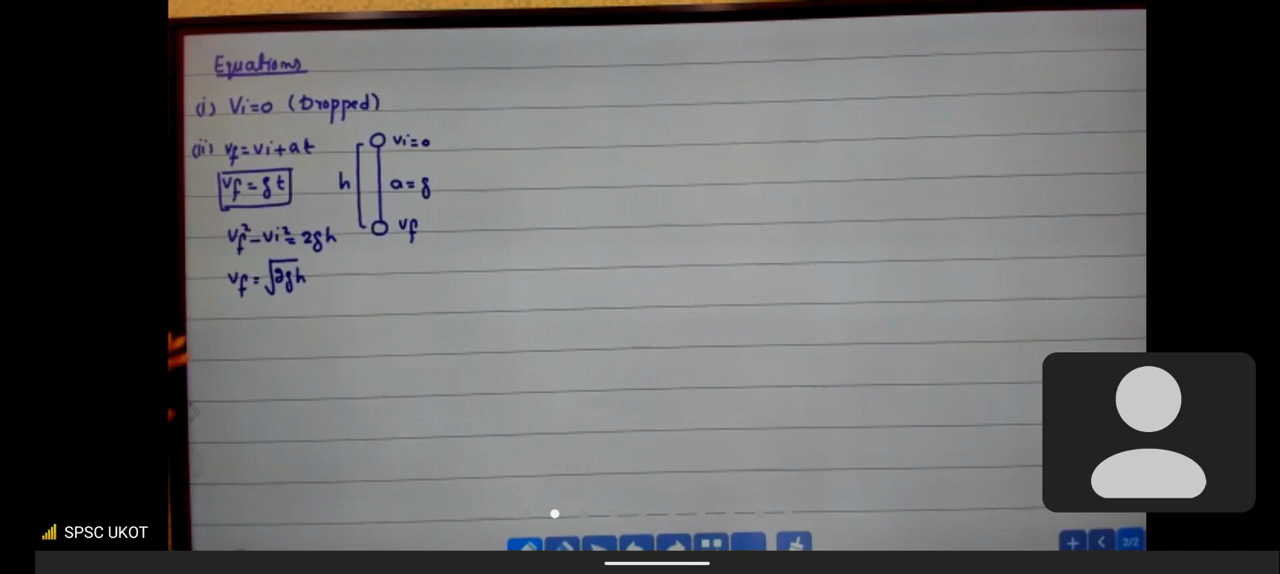 Equations
(i) Vi=0 (Dropped)
(ii) vf=vi+at
vi=0
vf = gt
h
a=g
vf
vf²-vi²=2gh
vf=√2gh
SPSC UKOT
2/2